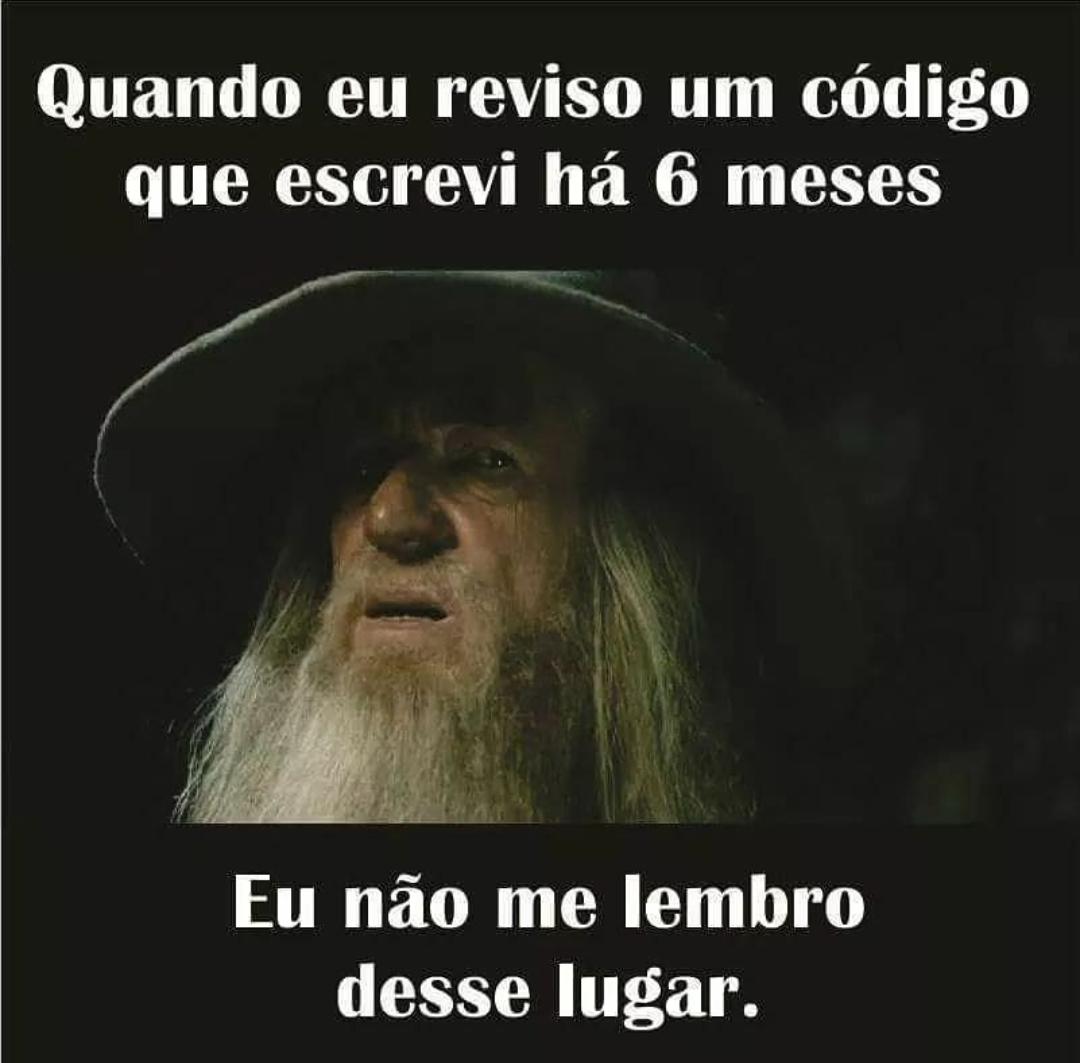 Quando eu reviso um código
que escrevi há 6 meses
Eu não me lembro
desse lugar.